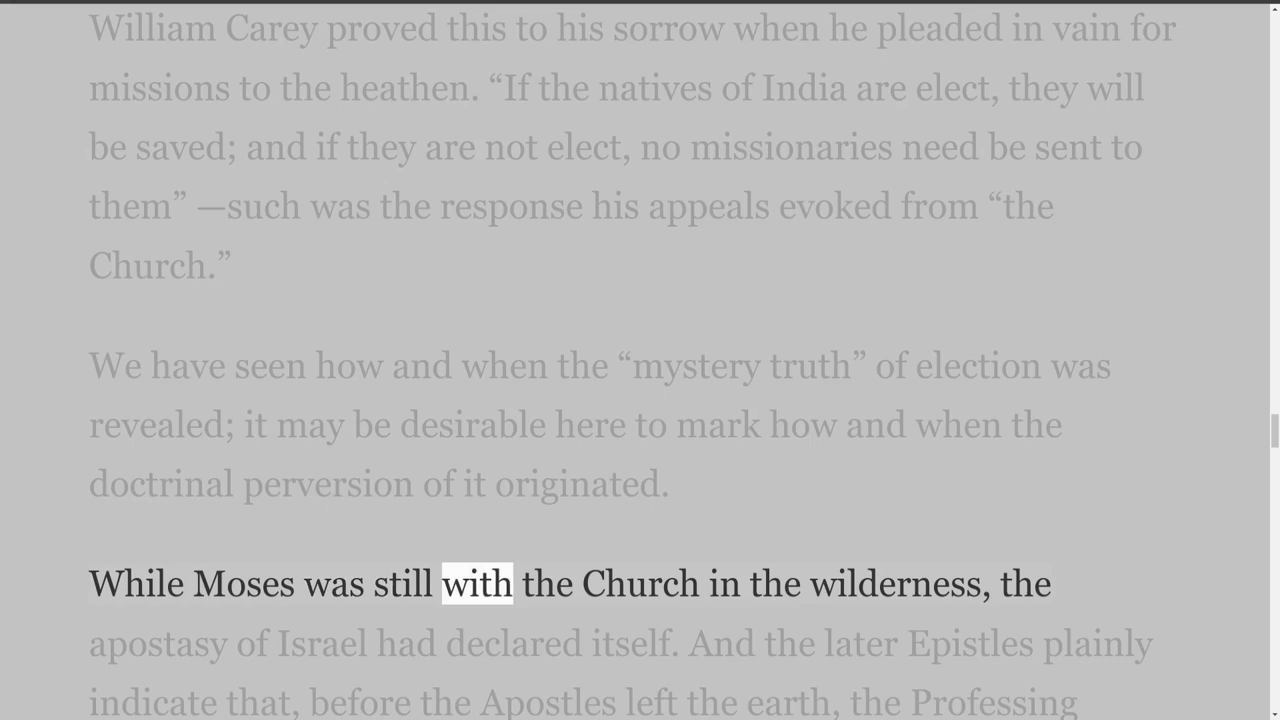 William Carey proved this to his sorrow when he pleaded in vain for
missions to the heathen. “If the natives of India are elect, they will
be saved; and if they are not elect, no missionaries need be sent to
them” —such was the response his appeals evoked from “the
Church.”
We have seen how and when the “mystery truth” of election was
revealed; it may be desirable here to mark how and when the
doctrinal perversion of it originated.
While Moses was still with the Church in the wilderness, the
apostasy of Israel had declared itself. And the later Epistles plainly
indicate that, before the Apostles left the earth, the Professing